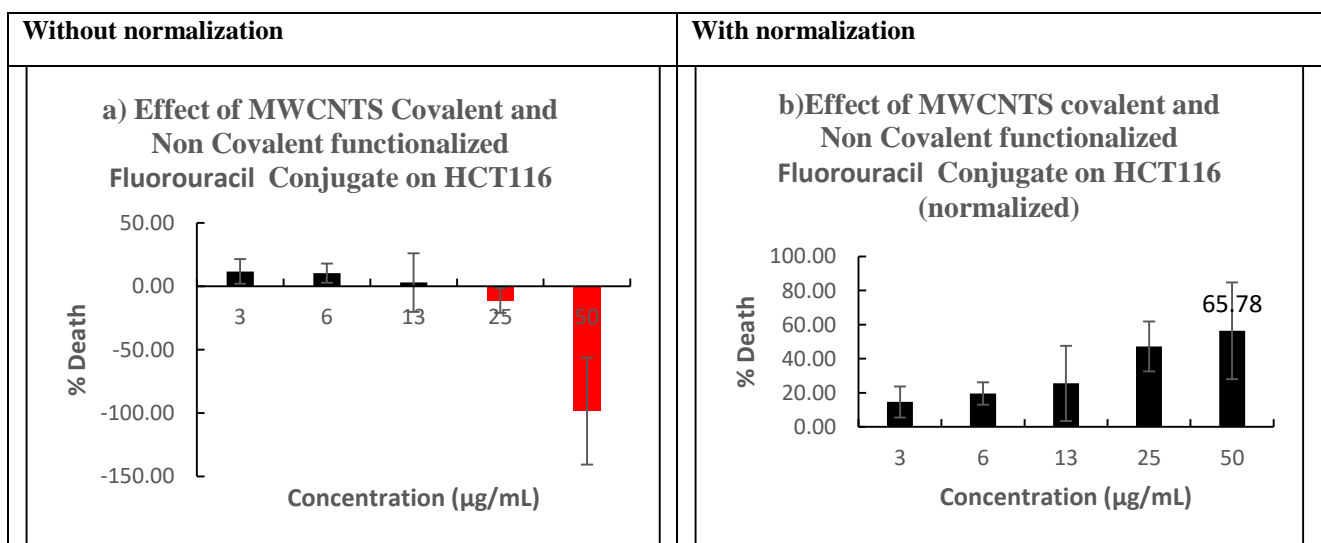 Without normalization
With normalization
a) Effect of MWCNTS Covalent and
Non Covalent functionalized
Fluorouracil Conjugate on HCT116
50.00
0.00
-50.00
-100.00
-150.00
% Death
3 6 13 25 50
Concentration (µg/mL)
b)Effect of MWCNTS covalent and
Non Covalent functionalized
Fluorouracil Conjugate on HCT116
(normalized)
100.00
80.00
60.00
40.00
20.00
0.00
% Death
65.78
3 6 13 25 50
Concentration (µg/mL)